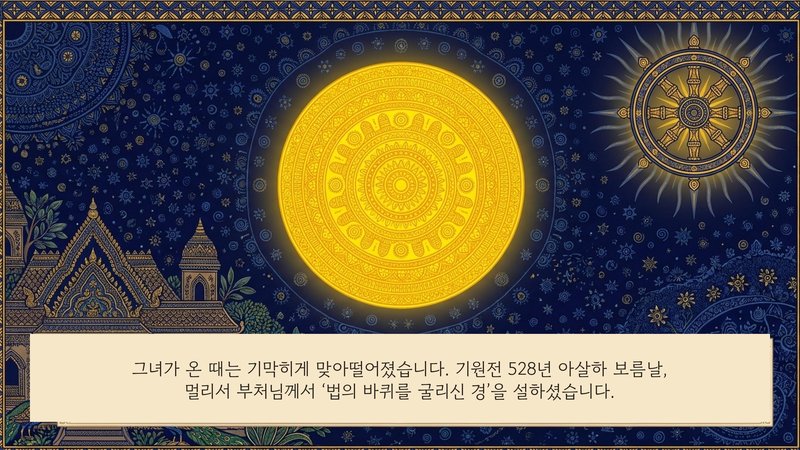 그녀가 온 때는 기막히게 맞아떨어졌습니다. 기원전 528년 아살하 보름날,
멀리서 부처님께서 ‘법의 바퀴를 굴리신 경’을 설하셨습니다.